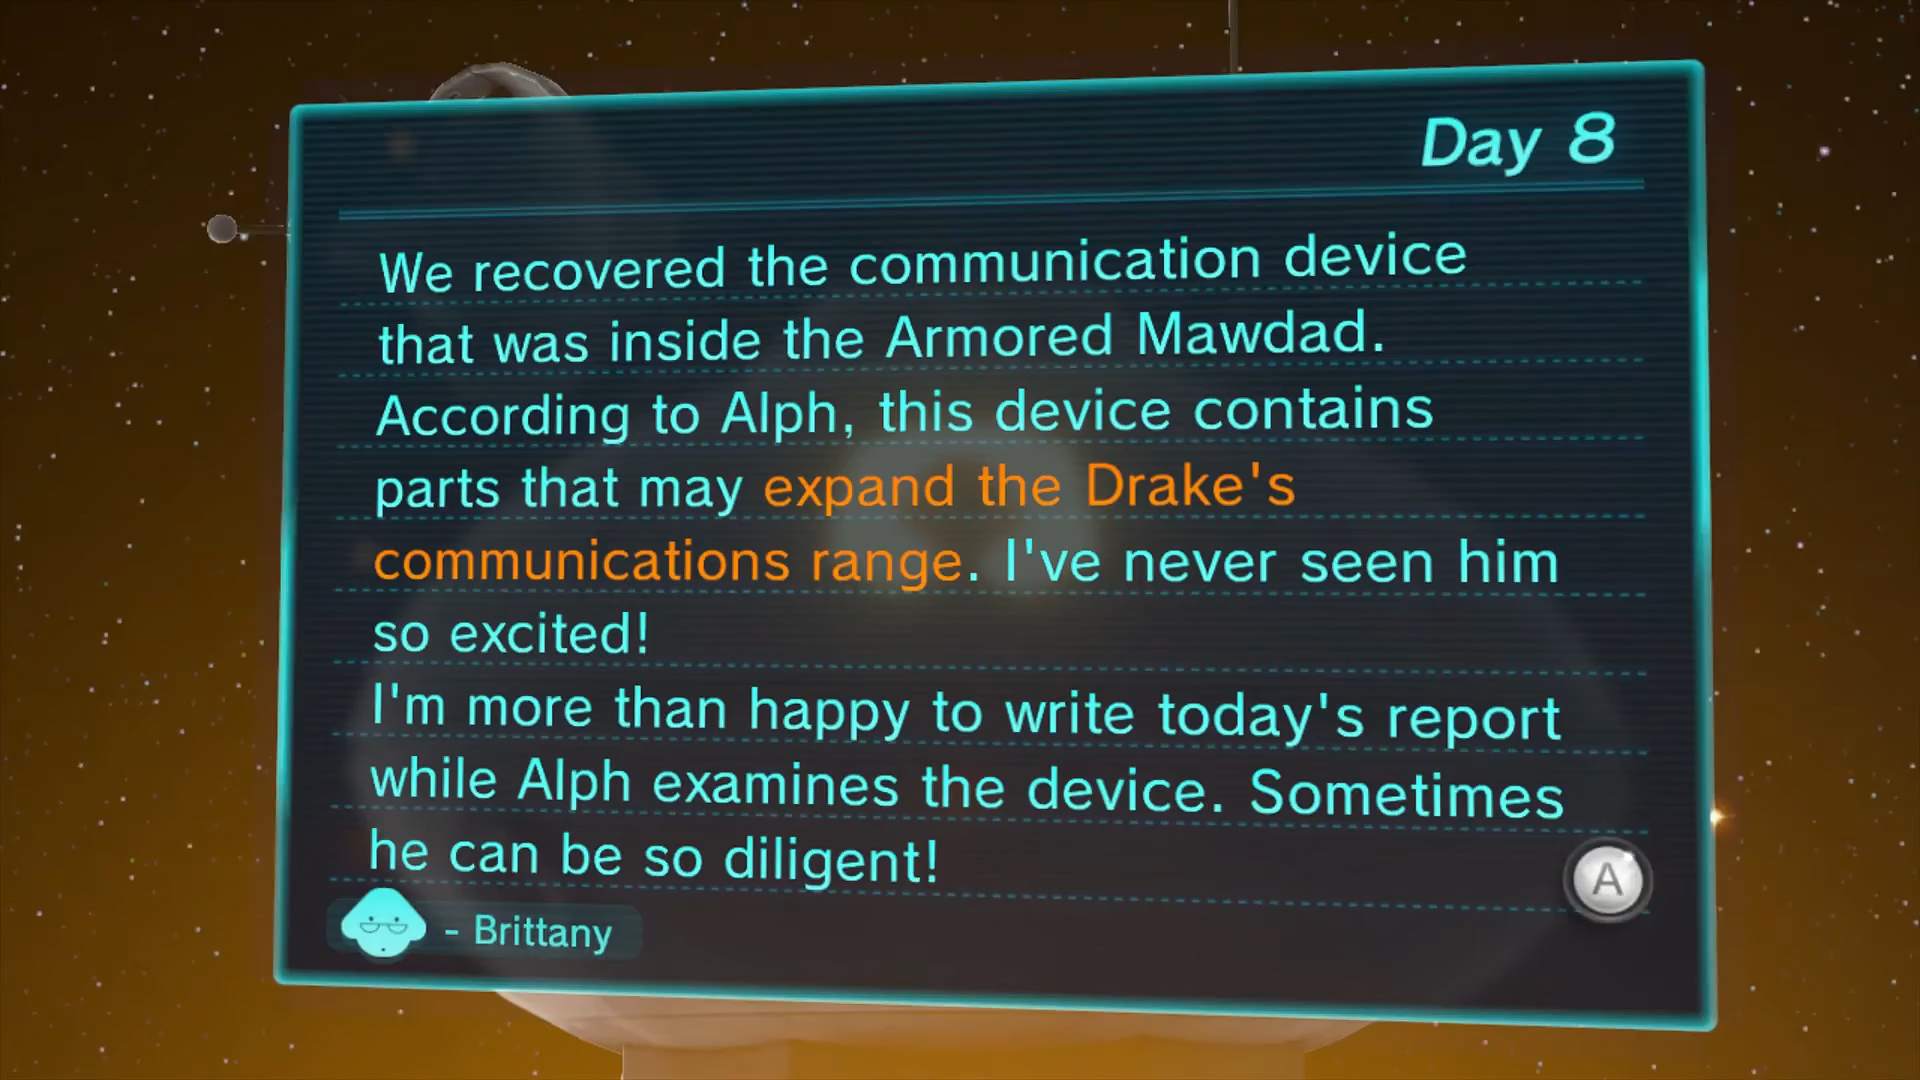 Day 8
We recovered the communication device
that was inside the Armored Mawdad.
According to Alph, this device contains
parts that may expand the Drake's
communications range. I've never seen him
so excited!
I'm more than happy to write today's report
while Alph examines the device. Sometimes
he can be so diligent!
A
- Brittany